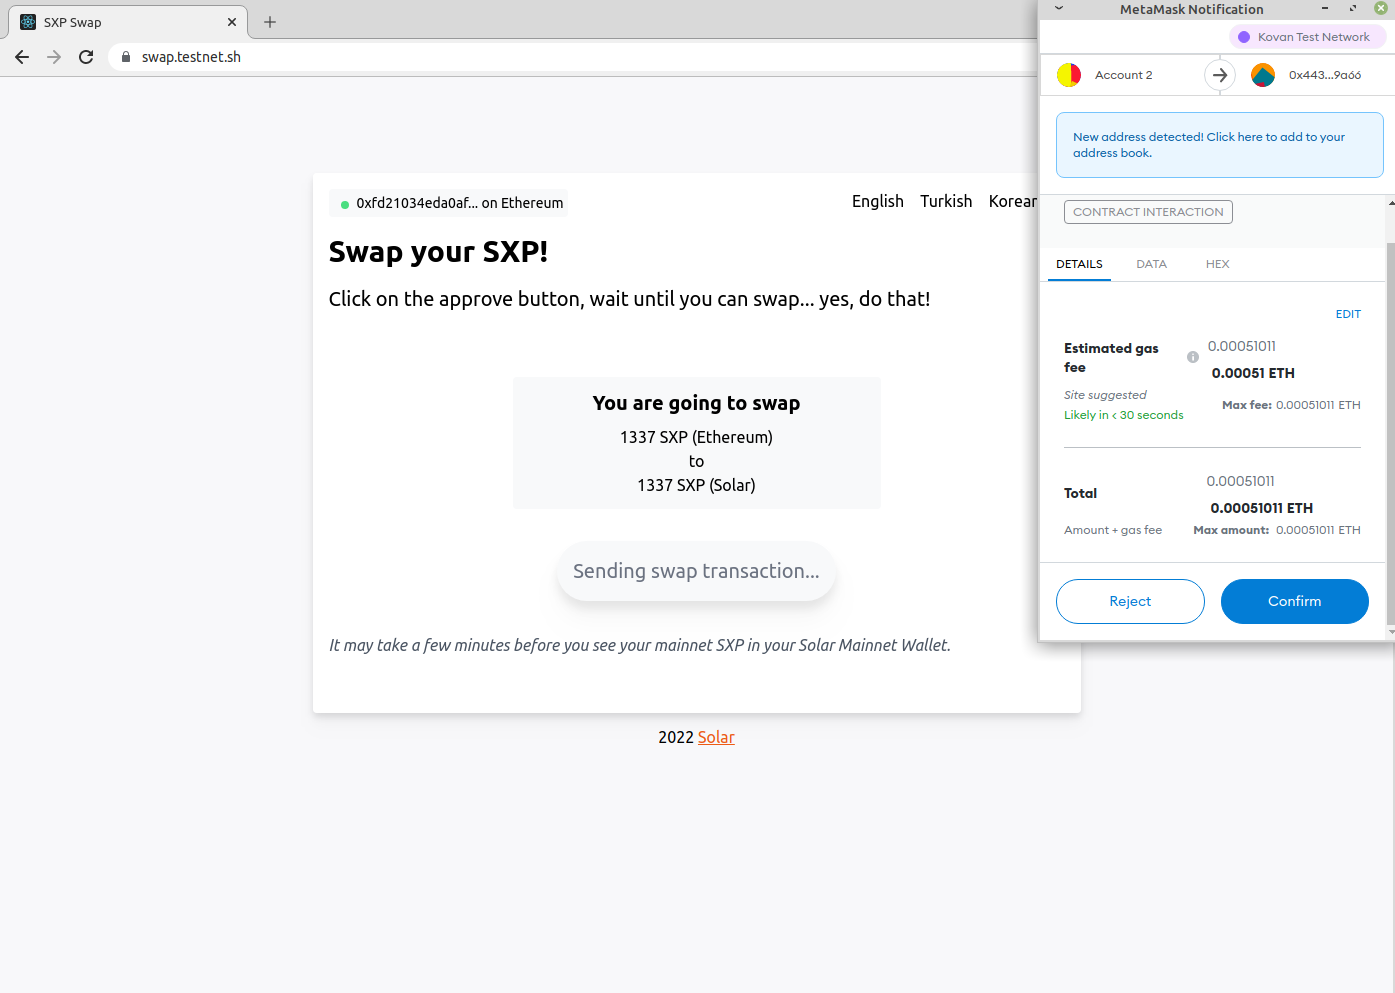 SXP Swap
swap.testnet.sh
0xfd21034eda0af... on Ethereum
English Turkish Korean
Swap your SXP!
Click on the approve button, wait until you can swap... yes, do that!
You are going to swap
1337 SXP (Ethereum)
to
1337 SXP (Solar)
Sending swap transaction...
It may take a few minutes before you see your mainnet SXP in your Solar Mainnet Wallet.
2022 Solar
MetaMask Notification
Kovan Test Network
Account 2
0x443...9a66
New address detected! Click here to add to your
address book.
CONTRACT INTERACTION
DETAILS DATA HEX
EDIT
Estimated gas
fee
0.00051011
0.00051 ETH
Site suggested
Likely in < 30 seconds
Max fee: 0.00051011 ETH
Total
0.00051011
0.00051011 ETH
Amount + gas fee
Max amount: 0.00051011 ETH
Reject
Confirm